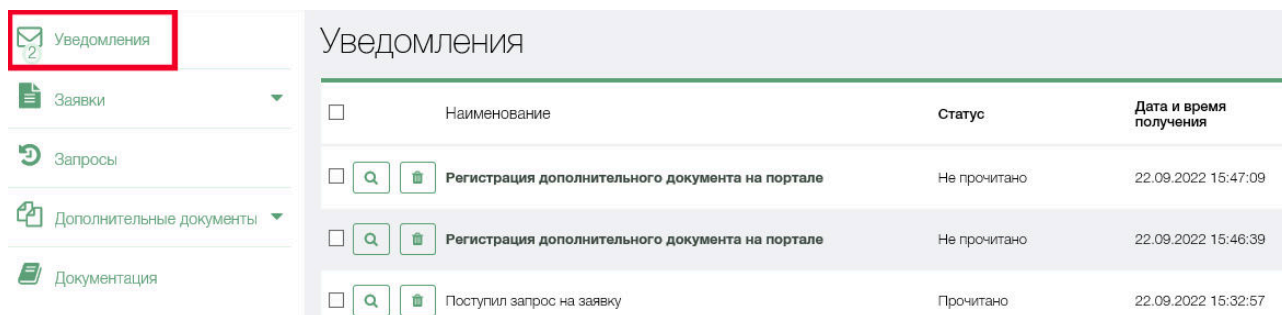 Уведомления
2
Заявки
Запросы
Дополнительные документы
Документация
Уведомления
Наименование Статус Дата и время
получения
Регистрация дополнительного документа на портале Не прочитано 22.09.2022 15:47:09
Регистрация дополнительного документа на портале Не прочитано 22.09.2022 15:46:39
Поступил запрос на заявку Прочитано 22.09.2022 15:32:57